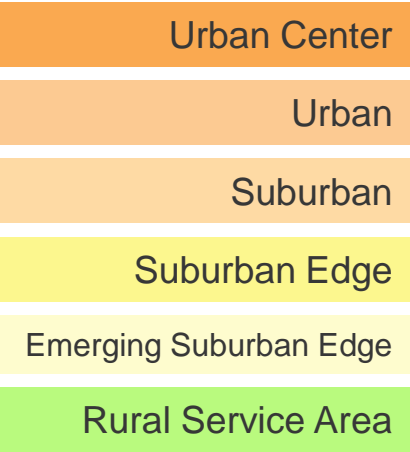 Urban Center
Urban
Suburban
Suburban Edge
Emerging Suburban Edge
Rural Service Area